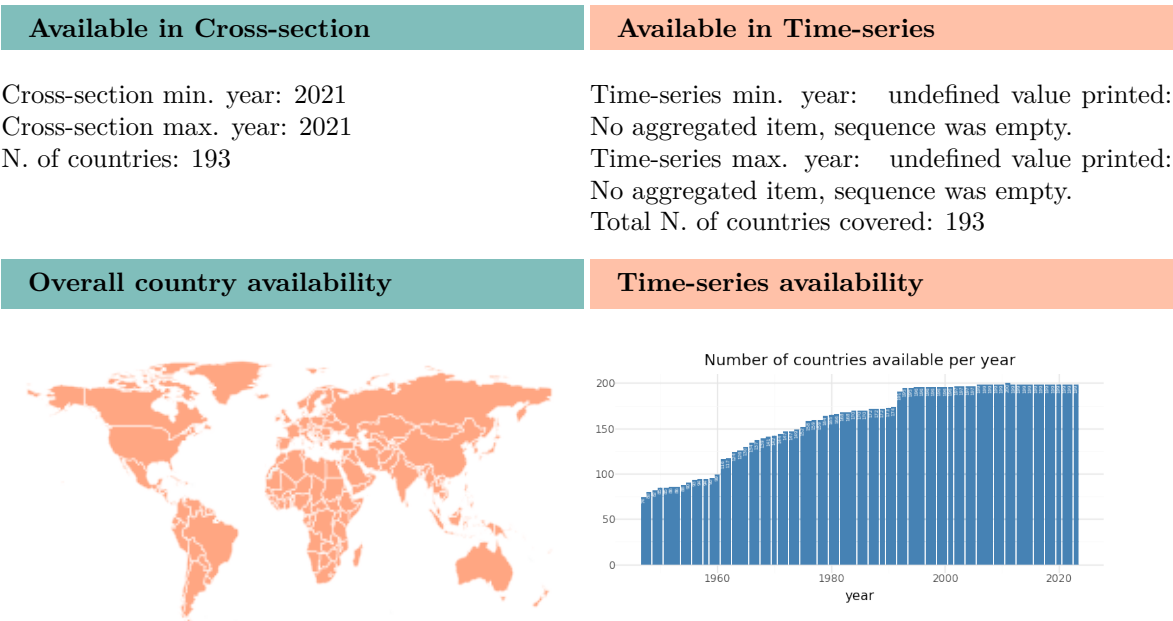 Available in Cross-section
Cross-section min. year: 2021
Cross-section max. year: 2021
N. of countries: 193
Available in Time-series
Time-series min. year: undefined value printed:
No aggregated item, sequence was empty.
Time-series max. year: undefined value printed:
No aggregated item, sequence was empty.
Total N. of countries covered: 193
Overall country availability
Time-series availability
Number of countries available per year
200
150
100
50
0
1960
1980
2000
2020
year